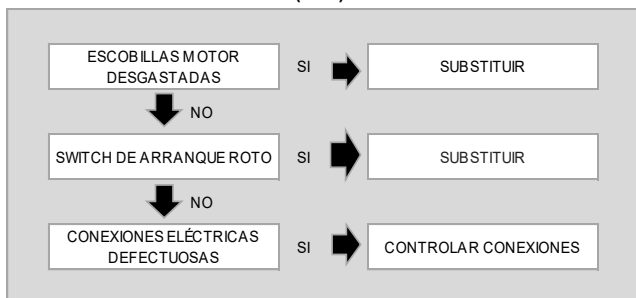 ESCOBILLAS MOTOR
DESGASTADAS
SI
SUBSTITUIR
NO
SWITCH DE ARRANQUE ROTO
SI
SUBSTITUIR
NO
CONEXIONES ELÉCTRICAS
DEFECTUOSAS
SI
CONTROLAR CONEXIONES